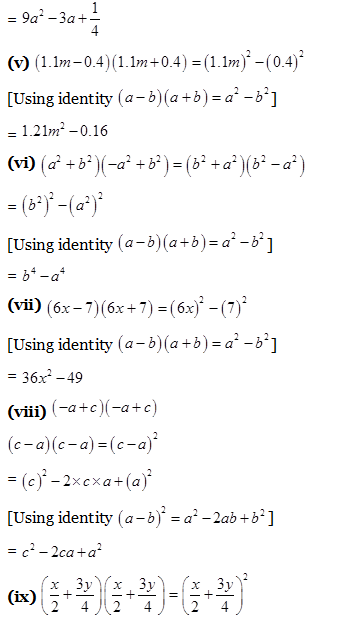 = 9a² − 3a + 1/4
(v) (1.1m − 0.4)(1.1m + 0.4) = (1.1m)² − (0.4)²
[Using identity (a − b)(a + b) = a² − b²]
= 1.21m² − 0.16
(vi) (a² + b²)(−a² + b²) = (b² + a²)(b² − a²)
= (b²)² − (a²)²
[Using identity (a − b)(a + b) = a² − b²]
= b⁴ − a⁴
(vii) (6x − 7)(6x + 7) = (6x)² − (7)²
[Using identity (a − b)(a + b) = a² − b²]
= 36x² − 49
(viii) (−a + c)(−a + c)
(c − a)(c − a) = (c − a)²
= (c)² − 2 × c × a + (a)²
[Using identity (a − b)² = a² − 2ab + b²]
= c² − 2ca + a²
(ix) (x/2 + 3y/4)(x/2 + 3y/4) = (x/2 + 3y/4)²